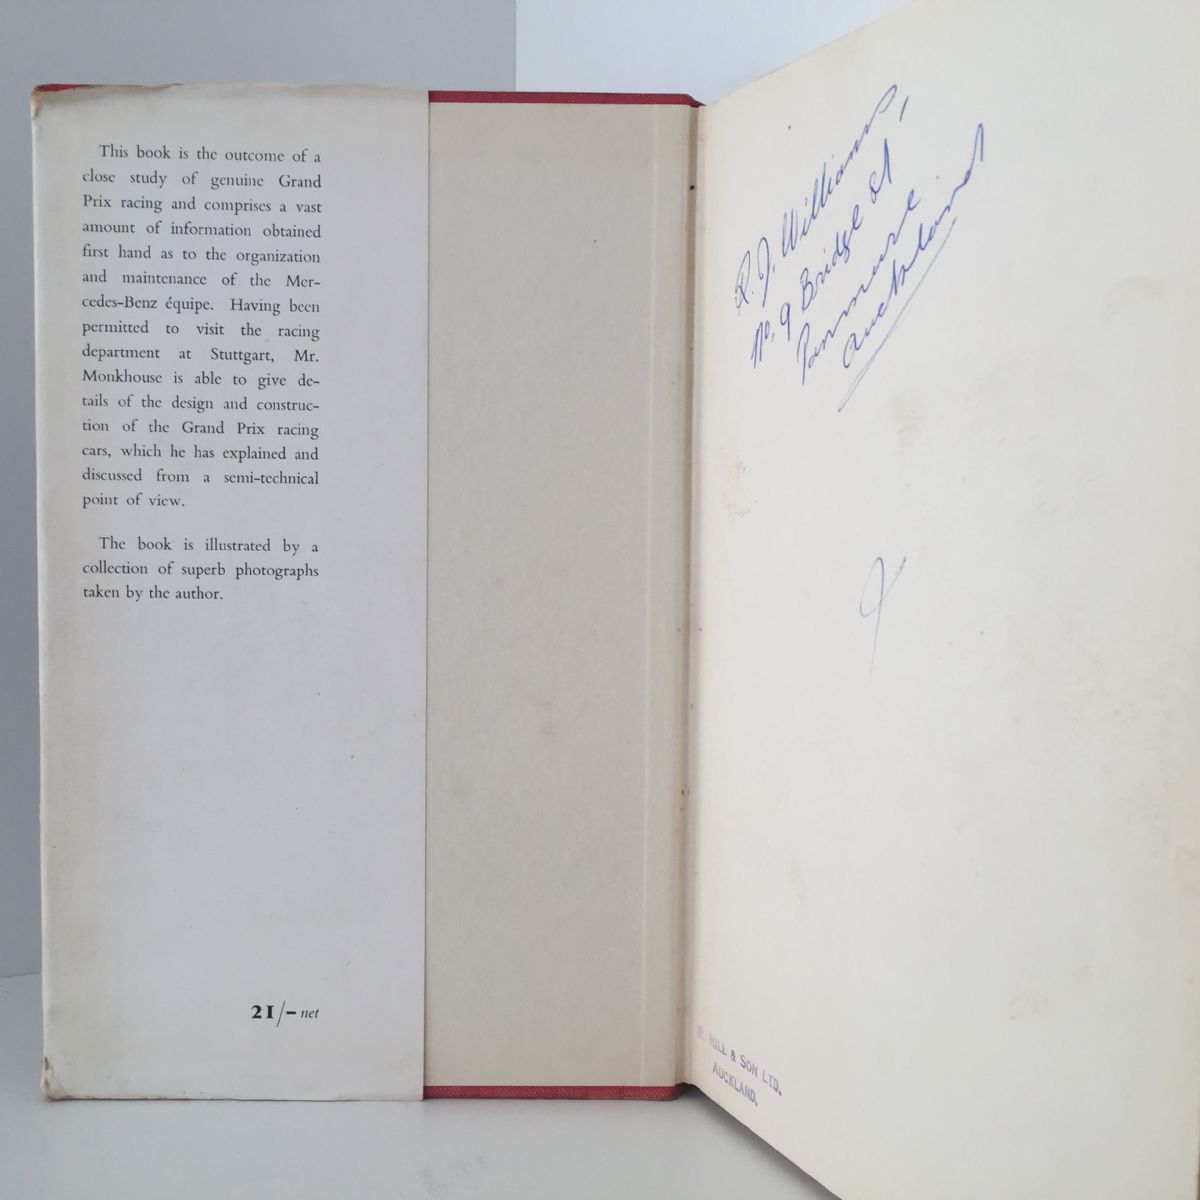 This book is the outcome of a
close study of genuine Grand
Prix racing and comprises a vast
amount of information obtained
first hand as to the organization
and maintenance of the Mer-
cedes-Benz équipe. Having been
permitted to visit the racing
department at Stuttgart, Mr.
Monkhouse is able to give de-
tails of the design and construc-
tion of the Grand Prix racing
cars, which he has explained and
discussed from a semi-technical
point of view.
The book is illustrated by a
collection of superb photographs
taken by the author.
21/- net
R. J. Williams,
No. 9 Bridge St
Panmure
Auckland
R. HILL & SON LTD.
AUCKLAND.